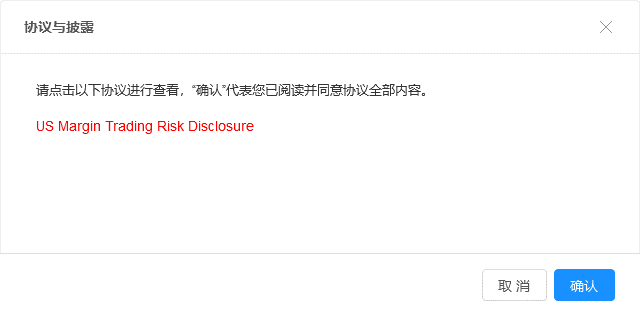 协议与披露
请点击以下协议进行查看，“确认”代表您已阅读并同意协议全部内容。
US Margin Trading Risk Disclosure
取 消
确认